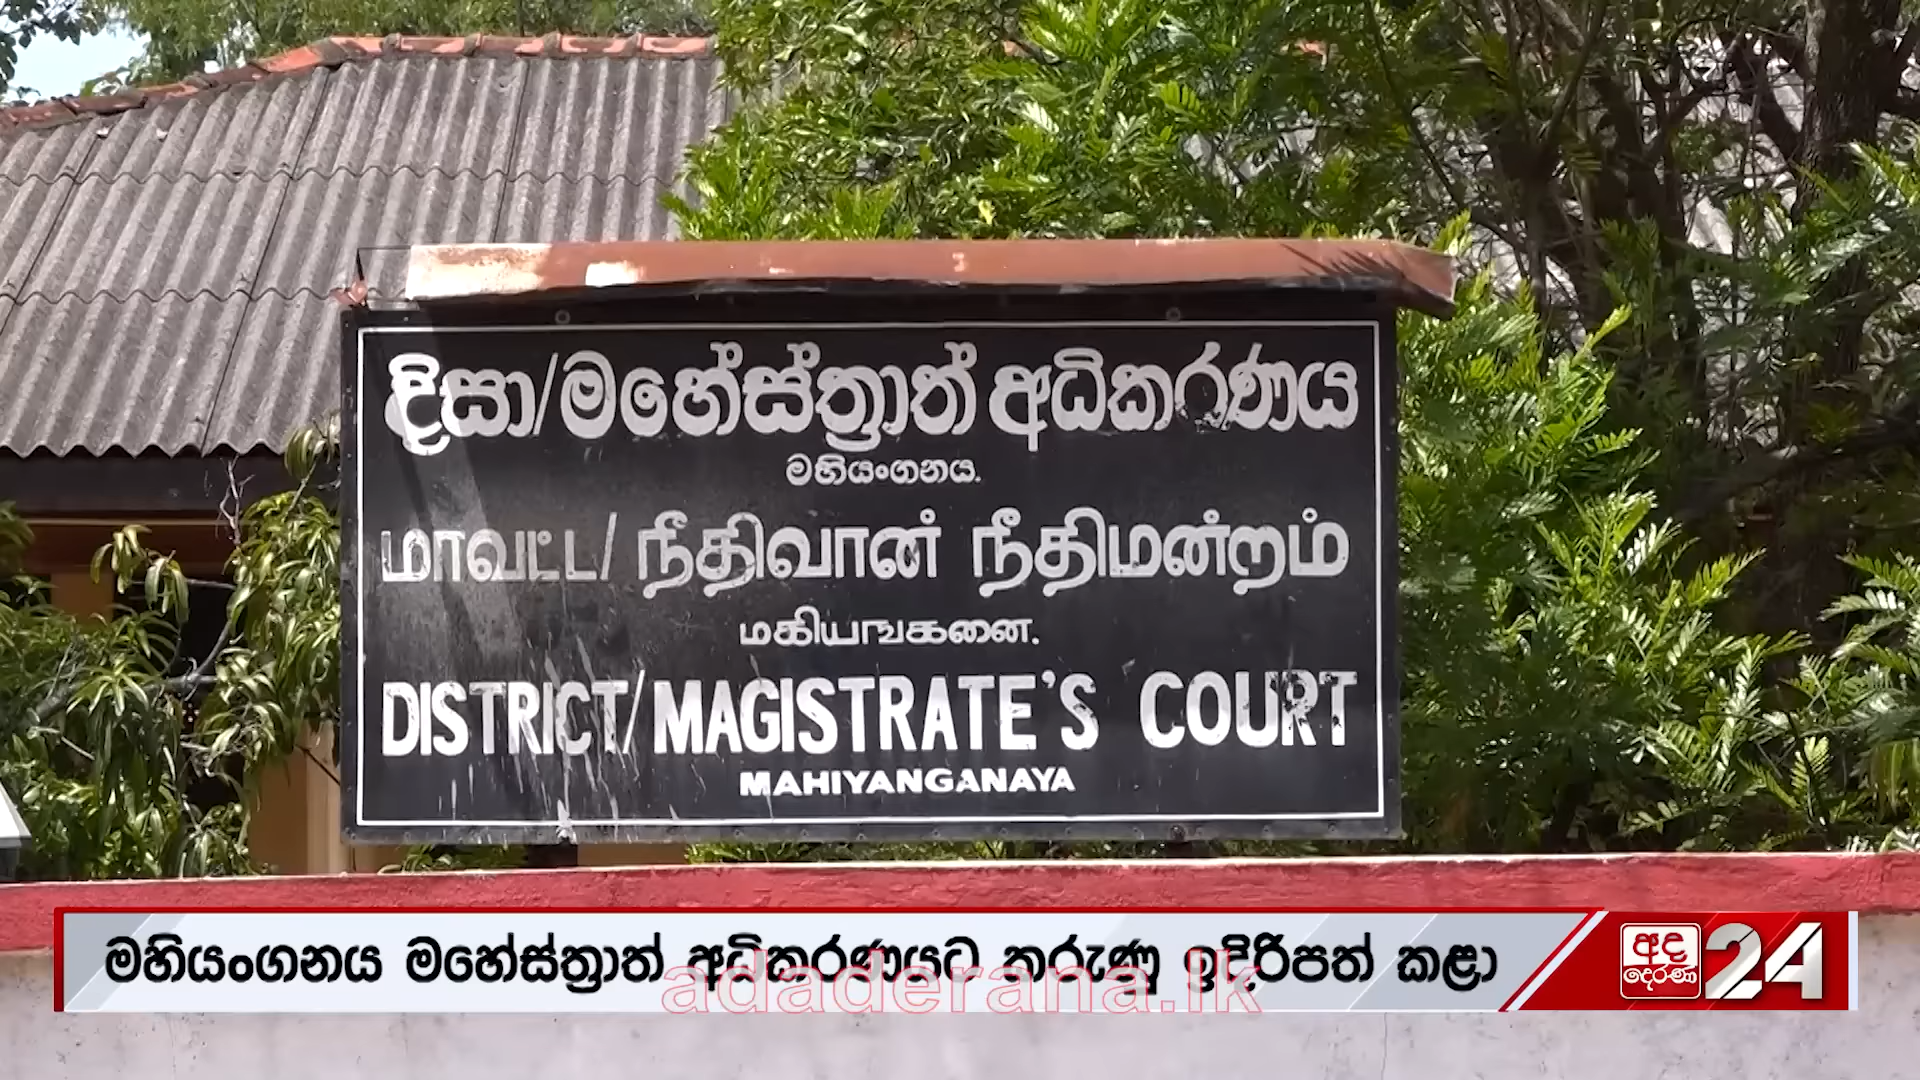 දිසා/මහේස්ත්‍රාත් අධිකරණය
මහියංගනය.
மாவட்ட/ நீதிவான் நீதிமன்றம்
மகியங்கனை.
DISTRICT/MAGISTRATE'S COURT
MAHIYANGANAYA
මහියංගනය මහේස්ත්‍රාත් අධිකරණයට කරුණු ඉදිරිපත් කළා
අද දෙරණ 24
adaderana.lk